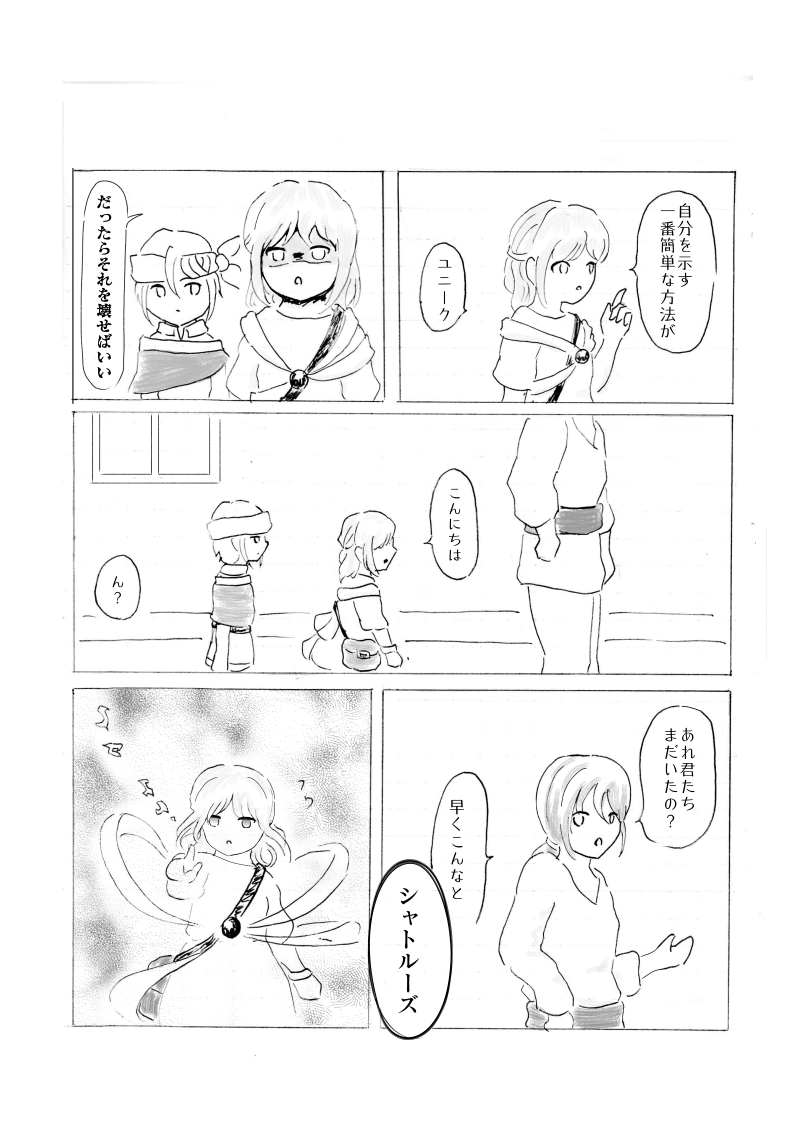 自分を示す
一番簡単な方法が
ユニーク
だったらそれを壊せばいい
こんにちは
ん?
あれ君たち
まだいたの?
早くこんなと
シャトルーズ